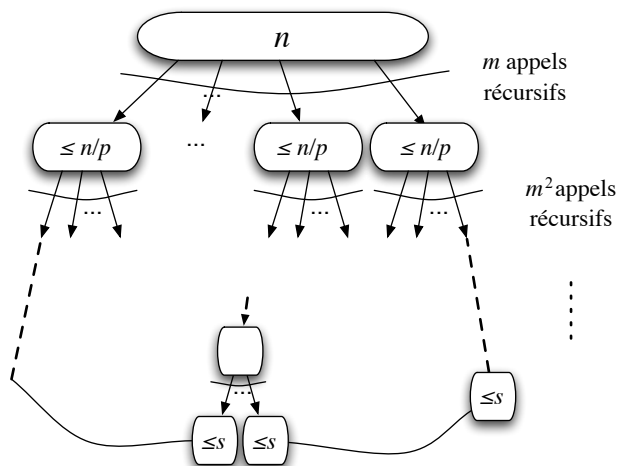 n
m appels
récursifs
...
...
≤ n/p
≤ n/p
≤ n/p
m² appels
récursifs
...
...
...
...
≤s
≤s
≤s